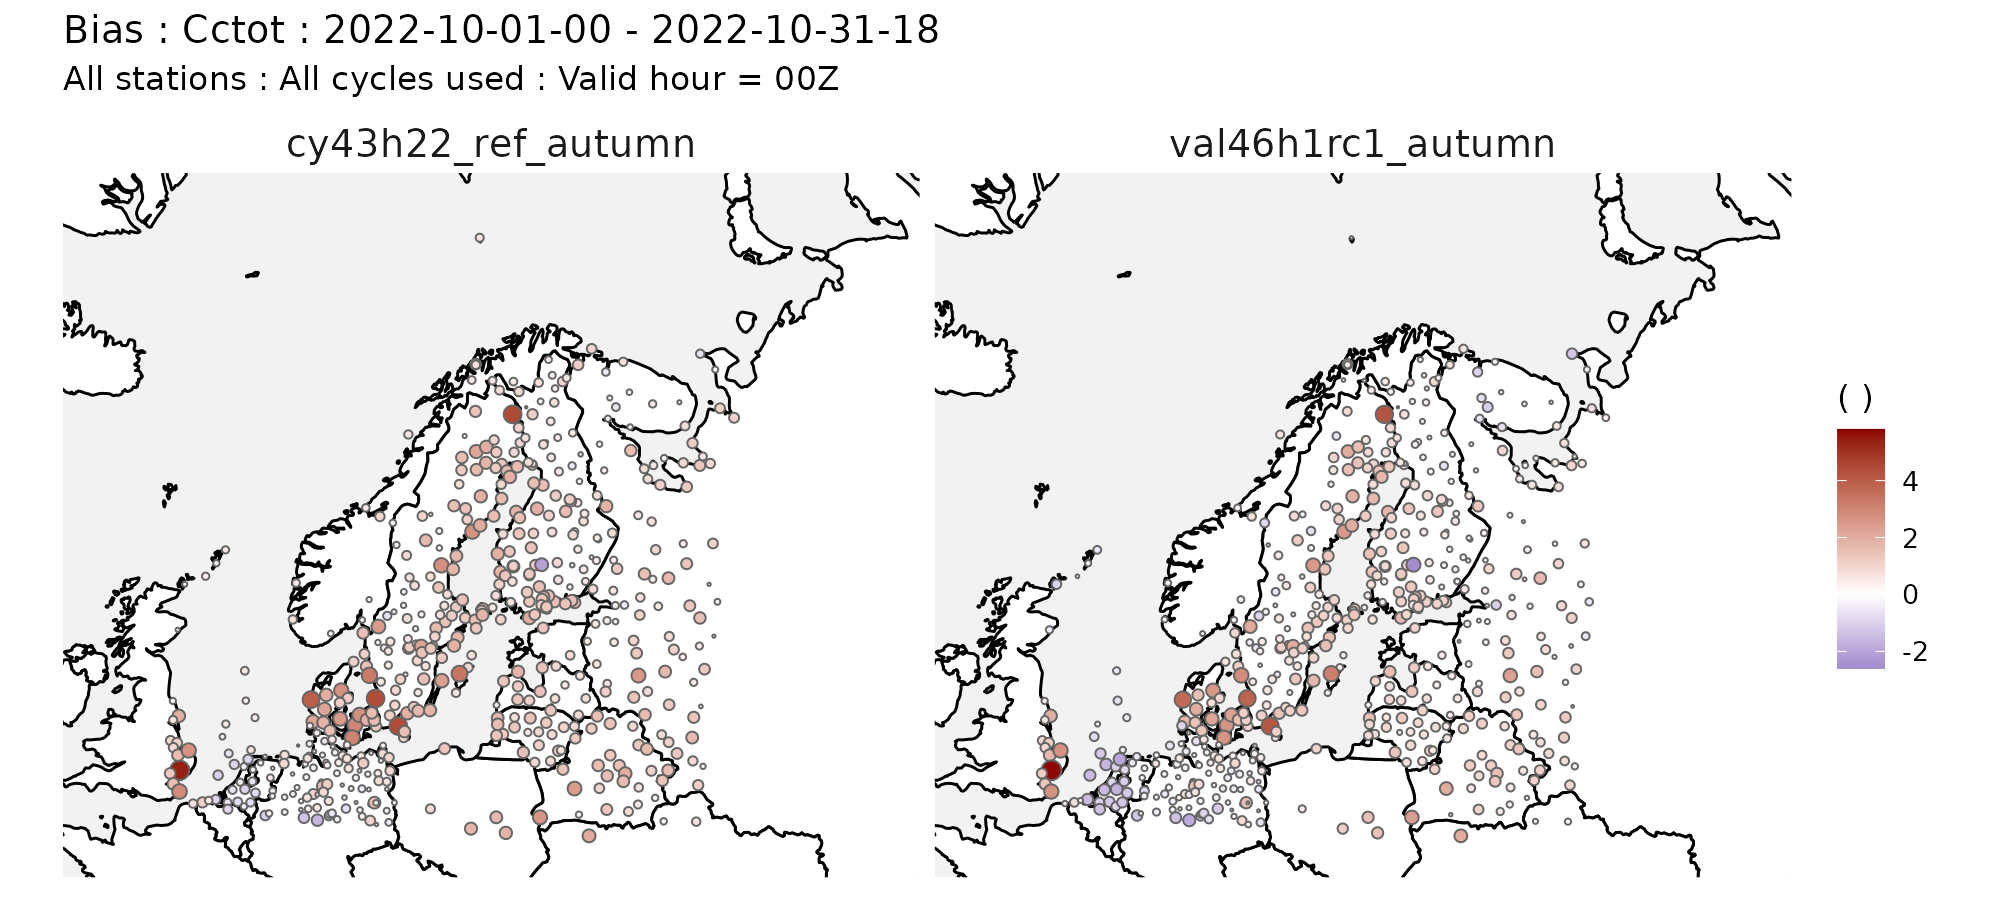 Bias : Cctot : 2022-10-01-00 - 2022-10-31-18
All stations : All cycles used : Valid hour = 00Z
cy43h22_ref_autumn
val46h1rc1_autumn
( )
4
2
0
-2